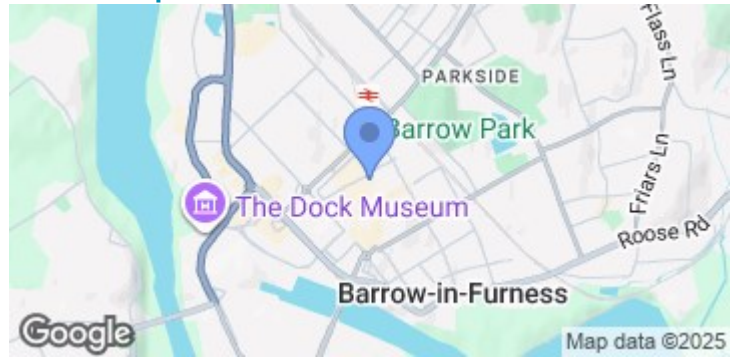 Flass Ln
PARKSIDE
Barrow Park
Friars Ln
The Dock Museum
Roose Rd
Barrow-in-Furness
Google
Map data ©2025